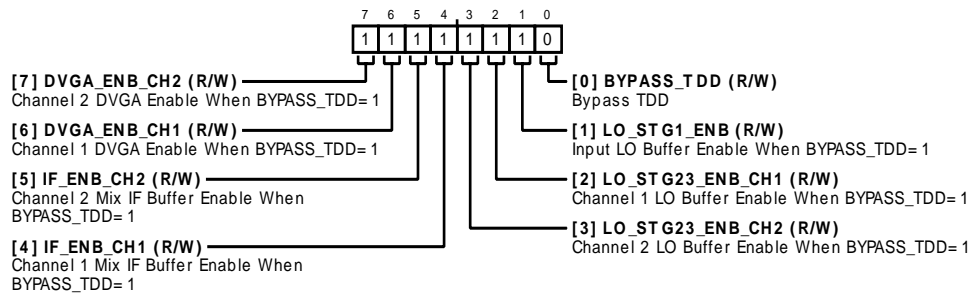 7 6 5 4 3 2 1 0
1 1 1 1 1 1 1 0
[7] DVGA_ENB_CH2 (R/W)
Channel 2 DVGA Enable When BYPASS_TDD=1
[6] DVGA_ENB_CH1 (R/W)
Channel 1 DVGA Enable When BYPASS_TDD=1
[5] IF_ENB_CH2 (R/W)
Channel 2 Mix IF Buffer Enable When
BYPASS_TDD=1
[4] IF_ENB_CH1 (R/W)
Channel 1 Mix IF Buffer Enable When
BYPASS_TDD=1
[0] BYPASS_TDD (R/W)
Bypass TDD
[1] LO_STG1_ENB (R/W)
Input LO Buffer Enable When BYPASS_TDD=1
[2] LO_STG23_ENB_CH1 (R/W)
Channel 1 LO Buffer Enable When BYPASS_TDD=1
[3] LO_STG23_ENB_CH2 (R/W)
Channel 2 LO Buffer Enable When BYPASS_TDD=1